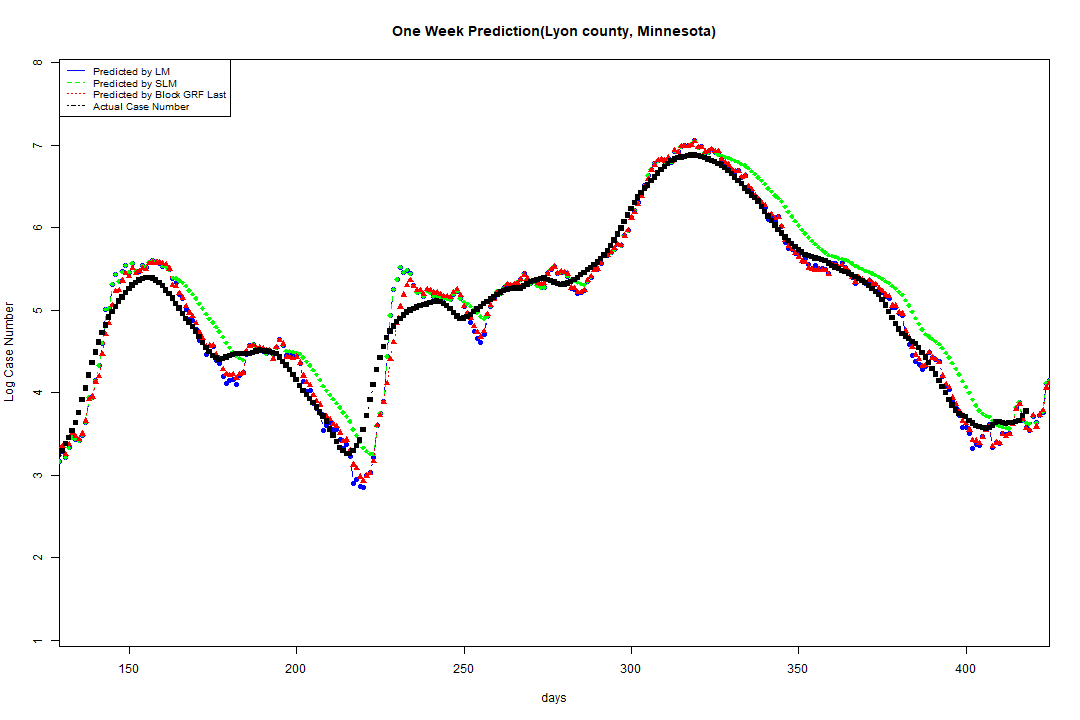 One Week Prediction(Lyon county, Minnesota)
Predicted by LM
Predicted by SLM
Predicted by Block GRF Last
Actual Case Number
Log Case Number
8
7
6
5
4
3
2
1
150 200 250 300 350 400
days